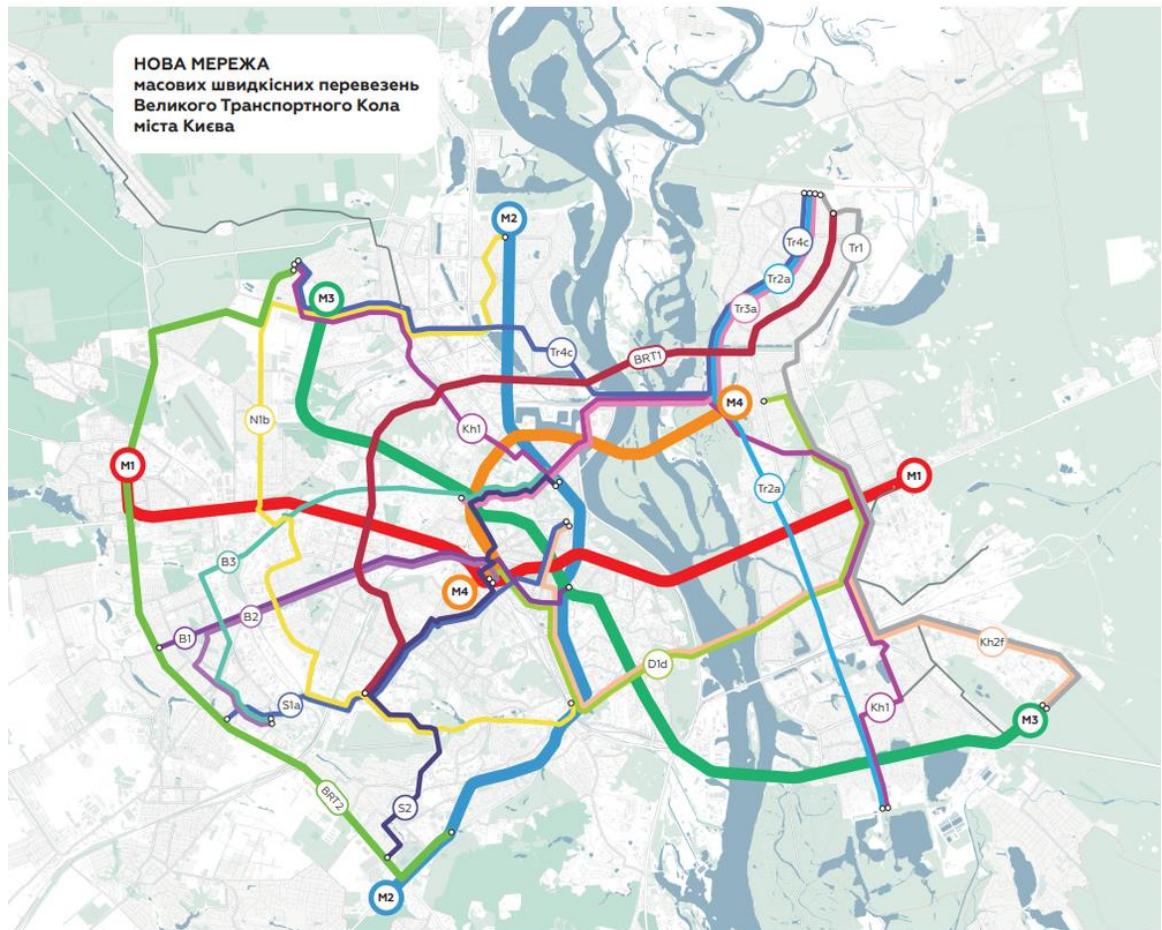 НОВА МЕРЕЖА
масових швидкісних перевезень
Великого Транспортного Кола
міста Києва
M2
Tr4c
Tr1
Tr2a
M3
Tr3a
Tr4c
BRT1
M4
N1b
Kh1
M1
M1
Tr2a
B3
M4
B2
B1
Kh2f
D1d
S1a
Kh1
M3
BRT2
S2
M2